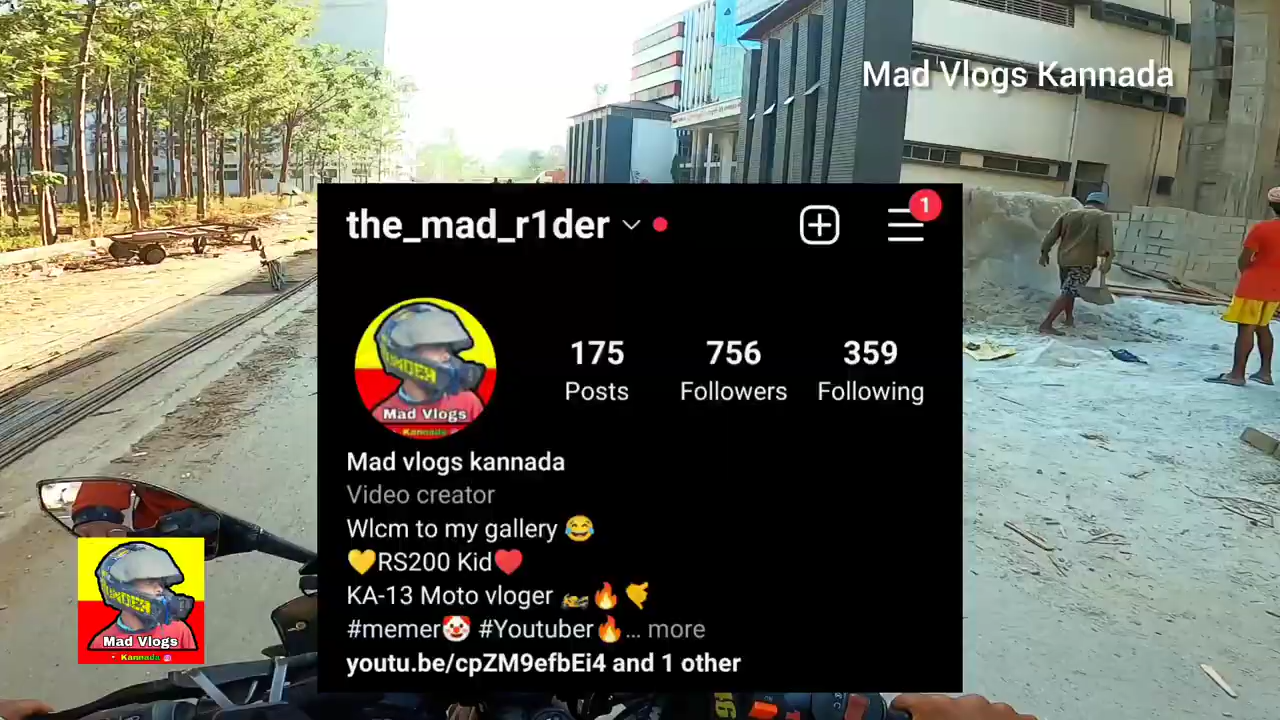 Mad Vlogs Kannada
the_mad_r1der
1
175
756
359
Posts
Followers
Following
Mad Vlogs
Kannada
Mad vlogs kannada
Video creator
Wlcm to my gallery 😂
💛RS200 Kid❤️
KA-13 Moto vloger 🏍️🔥🤙
#memer🤡 #Youtuber🔥... more
youtu.be/cpZM9efbEi4 and 1 other
Mad Vlogs
Kannada